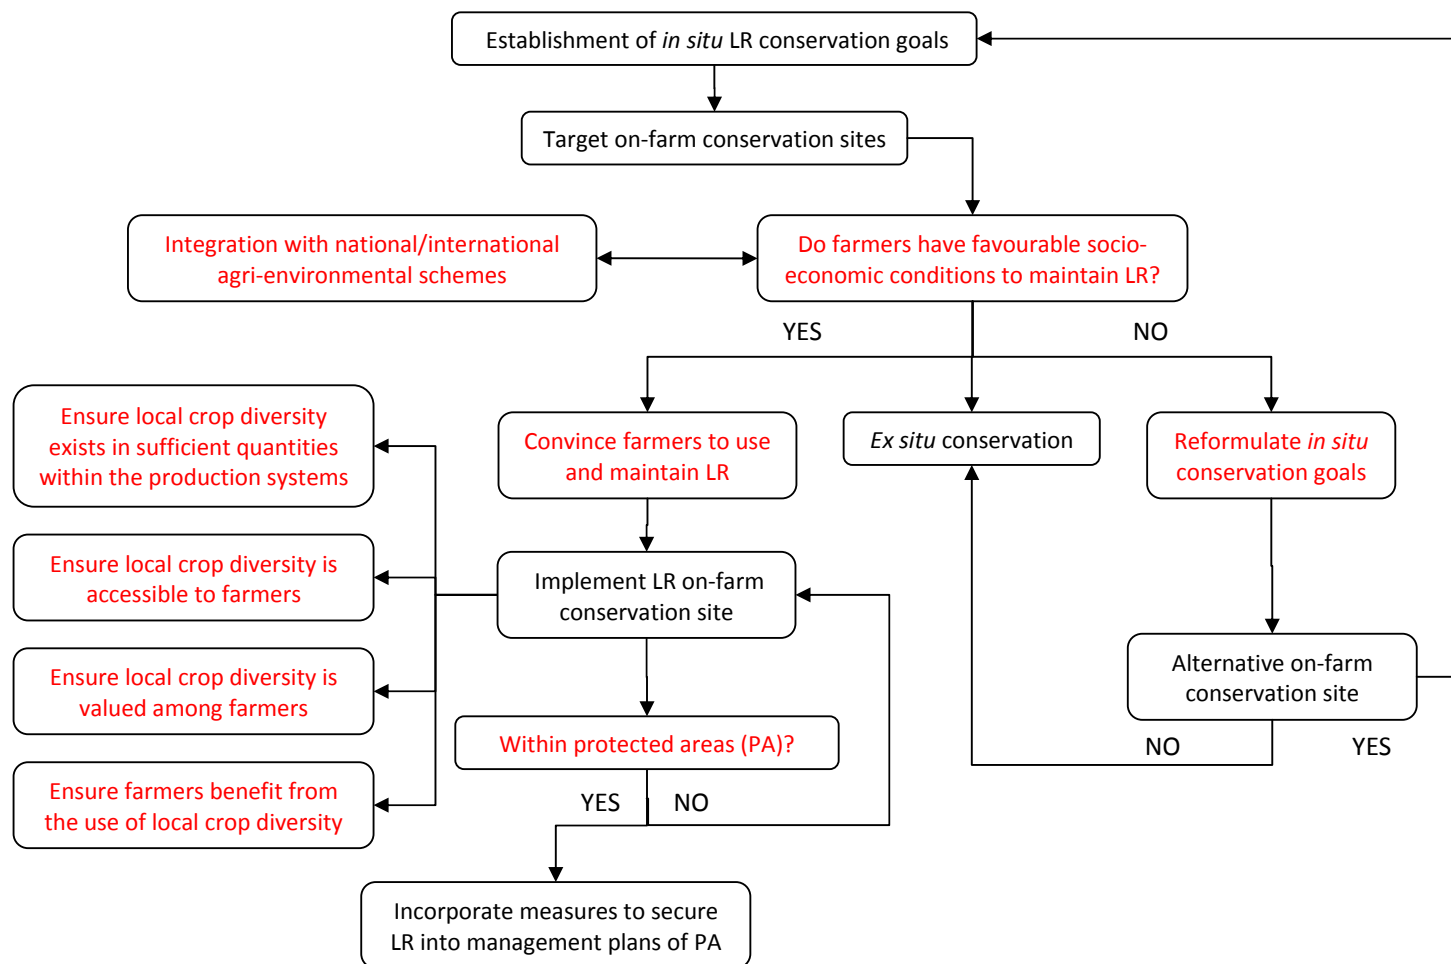 Establishment of in situ LR conservation goals
Target on-farm conservation sites
Integration with national/international
agri-environmental schemes
Do farmers have favourable socio-
economic conditions to maintain LR?
YES
NO
Ensure local crop diversity
exists in sufficient quantities
within the production systems
Convince farmers to use
and maintain LR
Ex situ conservation
Reformulate in situ
conservation goals
Ensure local crop diversity is
accessible to farmers
Implement LR on-farm
conservation site
Ensure local crop diversity is
valued among farmers
Alternative on-farm
conservation site
Within protected areas (PA)?
NO
YES
Ensure farmers benefit from
the use of local crop diversity
YES
NO
Incorporate measures to secure
LR into management plans of PA